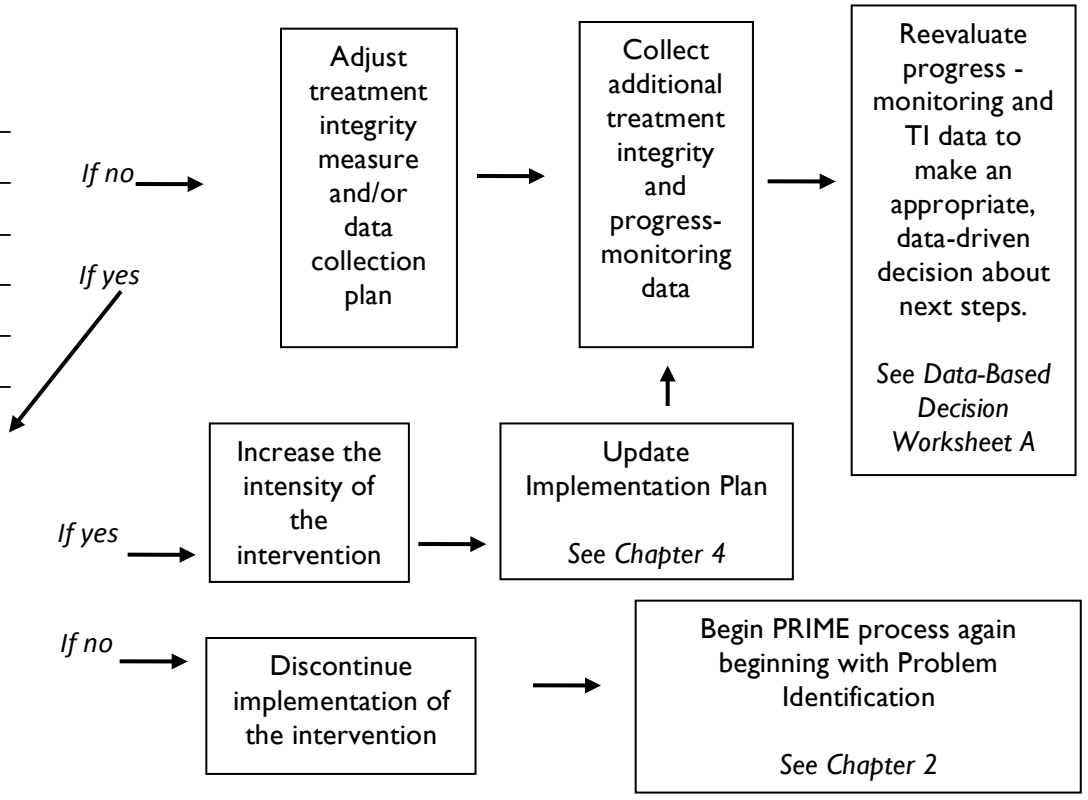 If no
Adjust
treatment
integrity
measure
and/or
data
collection
plan
Collect
additional
treatment
integrity
and
progress-
monitoring
data
Reevaluate
progress -
monitoring and
TI data to
make an
appropriate,
data-driven
decision about
next steps.
See Data-Based
Decision
Worksheet A
If yes
If yes
Increase the
intensity of
the
intervention
Update
Implementation Plan
See Chapter 4
If no
Discontinue
implementation of
the intervention
Begin PRIME process again
beginning with Problem
Identification
See Chapter 2